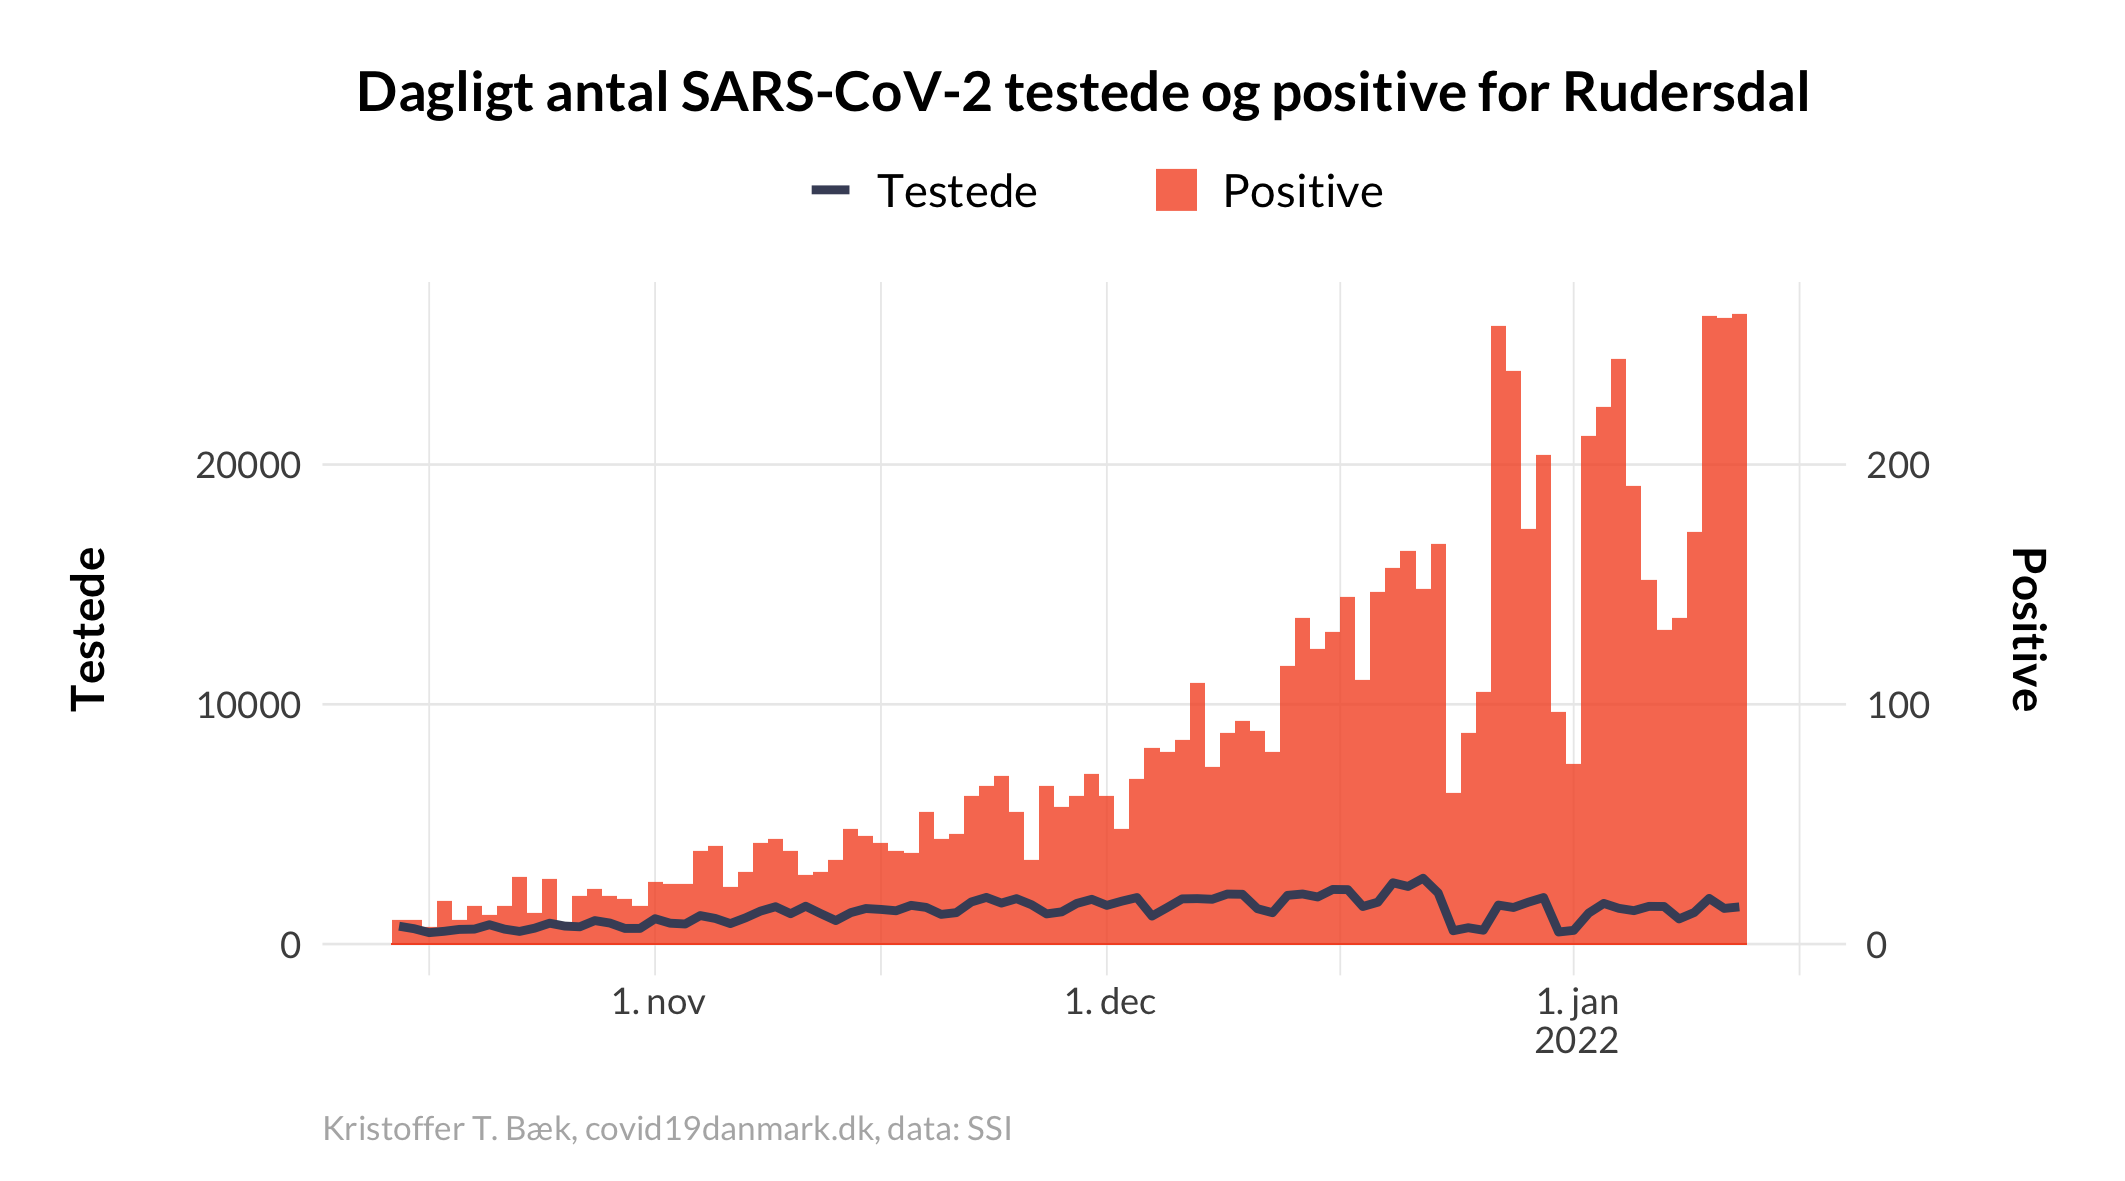 Dagligt antal SARS-CoV-2 testede og positive for Rudersdal
Testede
Positive
20000
10000
0
Testede
200
100
0
Positive
1. nov
1. dec
1. jan
2022
Kristoffer T. Bæk, covid19danmark.dk, data: SSI